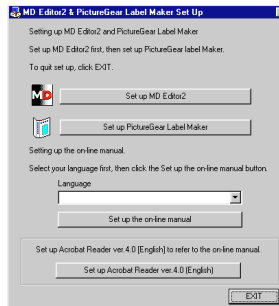 MD Editor2 & PictureGear Label Maker Set Up
Setting up MD Editor2 and PictureGear Label Maker
Set up MD Editor2 first, then set up PictureGear label Maker.
To quit set up, click EXIT.
MD
Set up MD Editor2
Set up PictureGear Label Maker
Setting up the on-line manual.
Select your language first, then click the Set up the on-line manual button.
Language
Set up the on-line manual
Set up Acrobat Reader ver.4.0 [English] to refer to the on-line manual.
Set up Acrobat Reader ver.4.0 (English)
EXIT